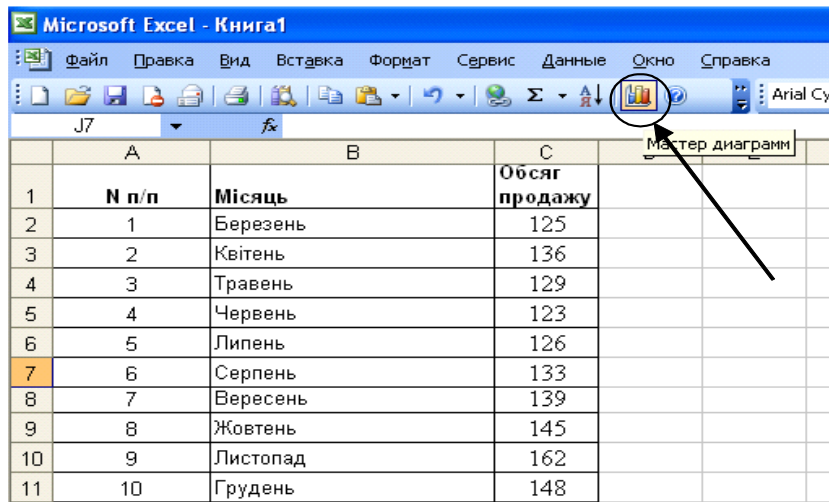 Microsoft Excel - Книга1
Файл Правка Вид Вставка Формат Сервис Данные Окно Справка
Σ Arial Cy
J7 fx
Мастер диаграмм
A B C
1 N п/п Місяць Обсяг продажу
2 1 Березень 125
3 2 Квітень 136
4 3 Травень 129
5 4 Червень 123
6 5 Липень 126
7 6 Серпень 133
8 7 Вересень 139
9 8 Жовтень 145
10 9 Листопад 162
11 10 Грудень 148